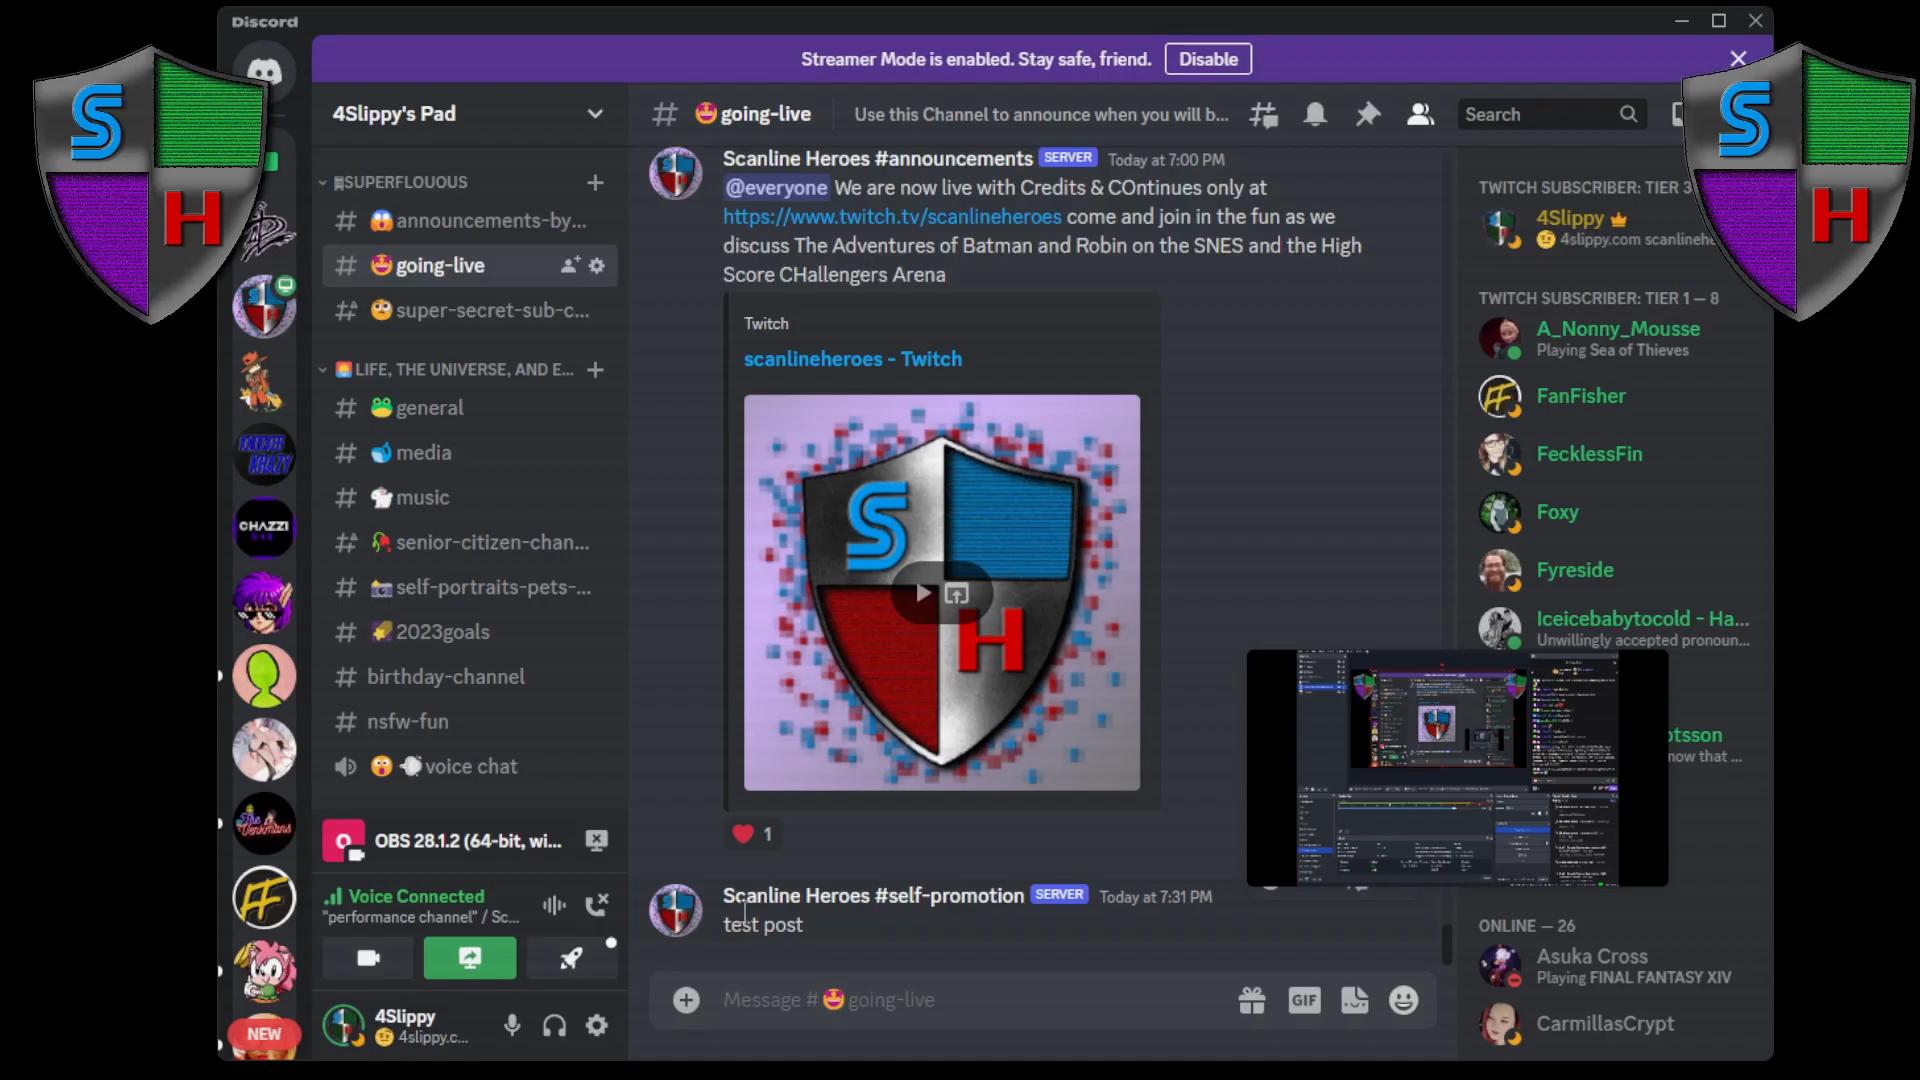 Discord
Streamer Mode is enabled. Stay safe, friend.
Disable
4Slippy's Pad
going-live
Use this Channel to announce when you will b...
Search
SUPERFLOUOUS
announcements-by...
going-live
super-secret-sub-c...
LIFE, THE UNIVERSE, AND E...
general
media
music
senior-citizen-chan...
self-portraits-pets-...
2023goals
birthday-channel
nsfw-fun
voice chat
OBS 28.1.2 (64-bit, wi...
Voice Connected
"performance channel" / Sc...
4Slippy
4slippy.c...
NEW
CHAZZI
The Venkmans
FF
S
H
Scanline Heroes #announcements SERVER Today at 7:00 PM
@everyone We are now live with Credits & COntinues only at
https://www.twitch.tv/scanlineheroes come and join in the fun as we
discuss The Adventures of Batman and Robin on the SNES and the High
Score CHallengers Arena
Twitch
scanlineheroes - Twitch
S
H
1
Scanline Heroes #self-promotion SERVER Today at 7:31 PM
test post
Message # going-live
GIF
TWITCH SUBSCRIBER: TIER 3
4Slippy
4slippy.com scanlinehe
TWITCH SUBSCRIBER: TIER 1 — 8
A_Nonny_Mousse
Playing Sea of Thieves
FanFisher
FecklessFin
Foxy
Fyreside
Iceicebabytocold - Ha...
Unwillingly accepted pronoun...
otsson
now that ...
ONLINE — 26
Asuka Cross
Playing FINAL FANTASY XIV
CarmillasCrypt
S
H